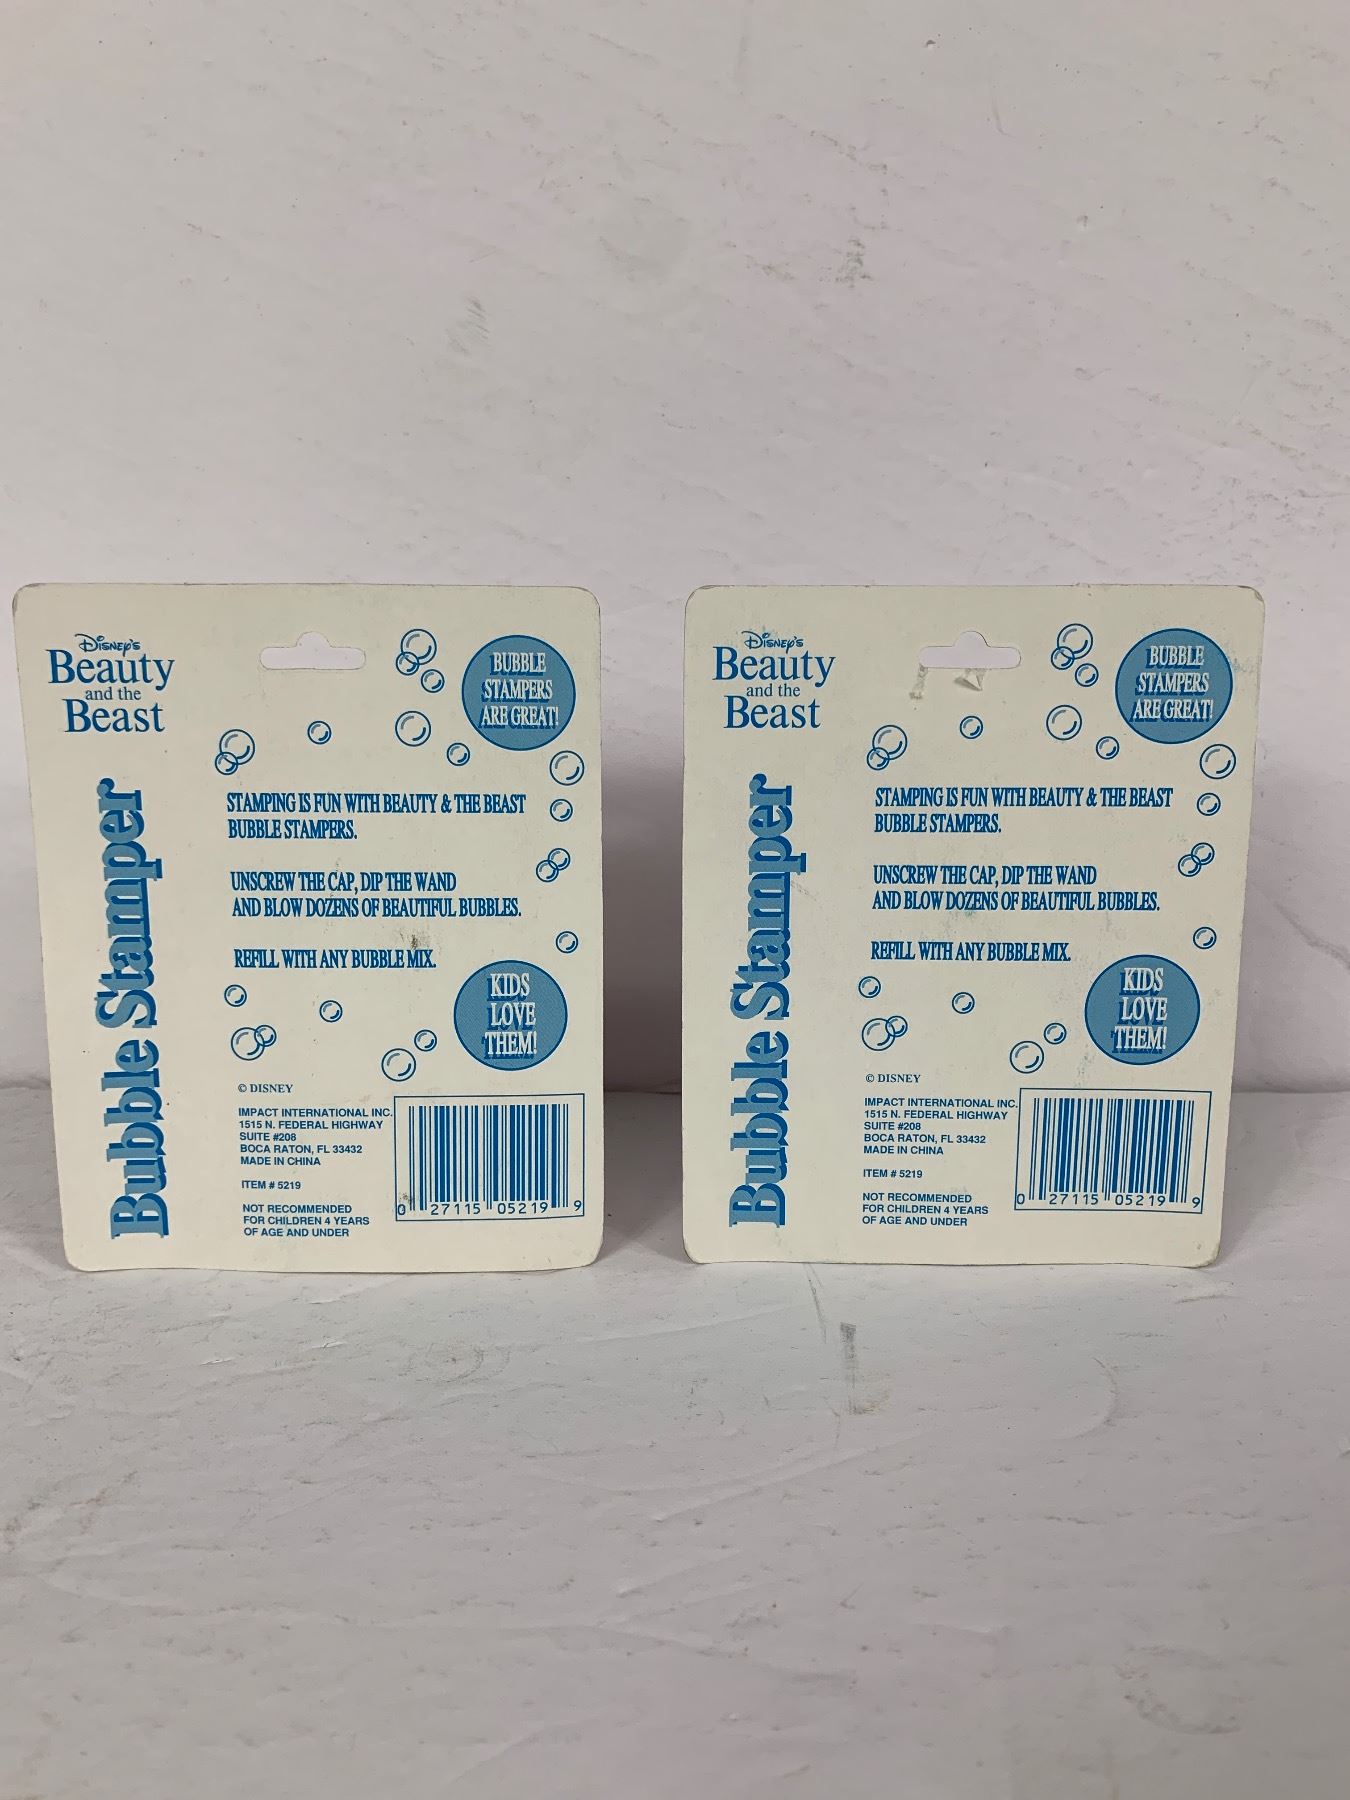 Disney's
Beauty
and the
Beast
Bubble Stamper
BUBBLE
STAMPERS
ARE GREAT!
STAMPING IS FUN WITH BEAUTY & THE BEAST
BUBBLE STAMPERS.
UNSCREW THE CAP, DIP THE WAND
AND BLOW DOZENS OF BEAUTIFUL BUBBLES.
REFILL WITH ANY BUBBLE MIX.
KIDS
LOVE
THEM!
© DISNEY
IMPACT INTERNATIONAL INC.
1515 N. FEDERAL HIGHWAY
SUITE #208
BOCA RATON, FL 33432
MADE IN CHINA
ITEM # 5219
NOT RECOMMENDED
FOR CHILDREN 4 YEARS
OF AGE AND UNDER
0 27115 05219 9
Disney's
Beauty
and the
Beast
Bubble Stamper
BUBBLE
STAMPERS
ARE GREAT!
STAMPING IS FUN WITH BEAUTY & THE BEAST
BUBBLE STAMPERS.
UNSCREW THE CAP, DIP THE WAND
AND BLOW DOZENS OF BEAUTIFUL BUBBLES.
REFILL WITH ANY BUBBLE MIX.
KIDS
LOVE
THEM!
© DISNEY
IMPACT INTERNATIONAL INC.
1515 N. FEDERAL HIGHWAY
SUITE #208
BOCA RATON, FL 33432
MADE IN CHINA
ITEM # 5219
NOT RECOMMENDED
FOR CHILDREN 4 YEARS
OF AGE AND UNDER
0 27115 05219 9